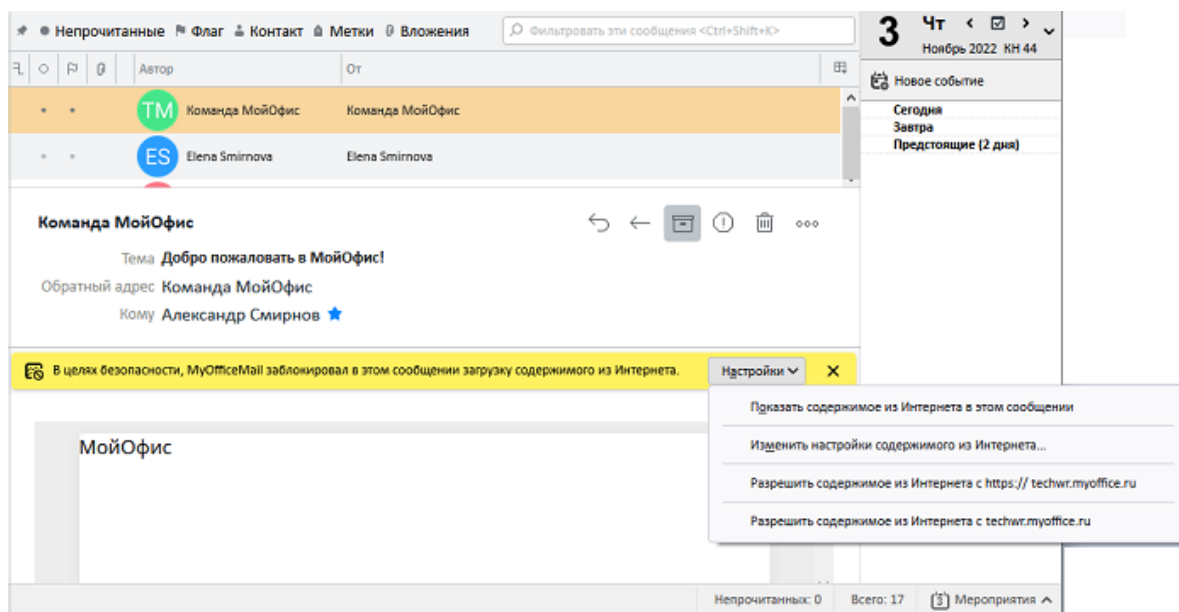 Непрочитанные Флаг Контакт Метки Вложения
Фильтровать эти сообщения <Ctrl+Shift+K>
3 Чт
Ноябрь 2022 КН 44
Автор От
Новое событие
TM Команда МойОфис Команда МойОфис
Сегодня
Завтра
Предстоящие (2 дня)
ES Elena Smirnova Elena Smirnova
Команда МойОфис
Тема Добро пожаловать в МойОфис!
Обратный адрес Команда МойОфис
Кому Александр Смирнов
В целях безопасности, MyOfficeMail заблокировал в этом сообщении загрузку содержимого из Интернета.
Настройки
Показать содержимое из Интернета в этом сообщении
Изменить настройки содержимого из Интернета...
Разрешить содержимое из Интернета с https:// techwr.myoffice.ru
Разрешить содержимое из Интернета с techwr.myoffice.ru
МойОфис
Непрочитанных: 0 Всего: 17 3 Мероприятия